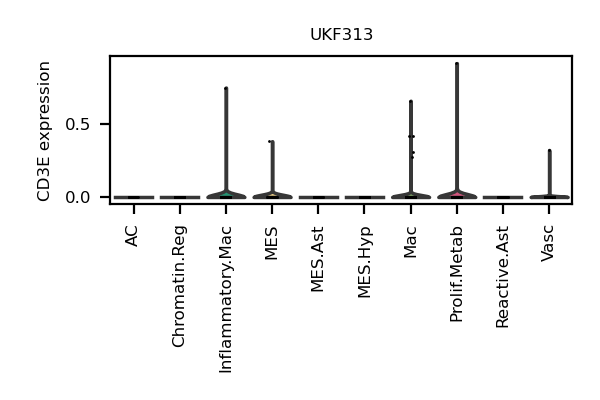 UKF313
CD3E expression
0.5
0.0
AC
Chromatin.Reg
Inflammatory.Mac
MES
MES.Ast
MES.Hyp
Mac
Prolif.Metab
Reactive.Ast
Vasc